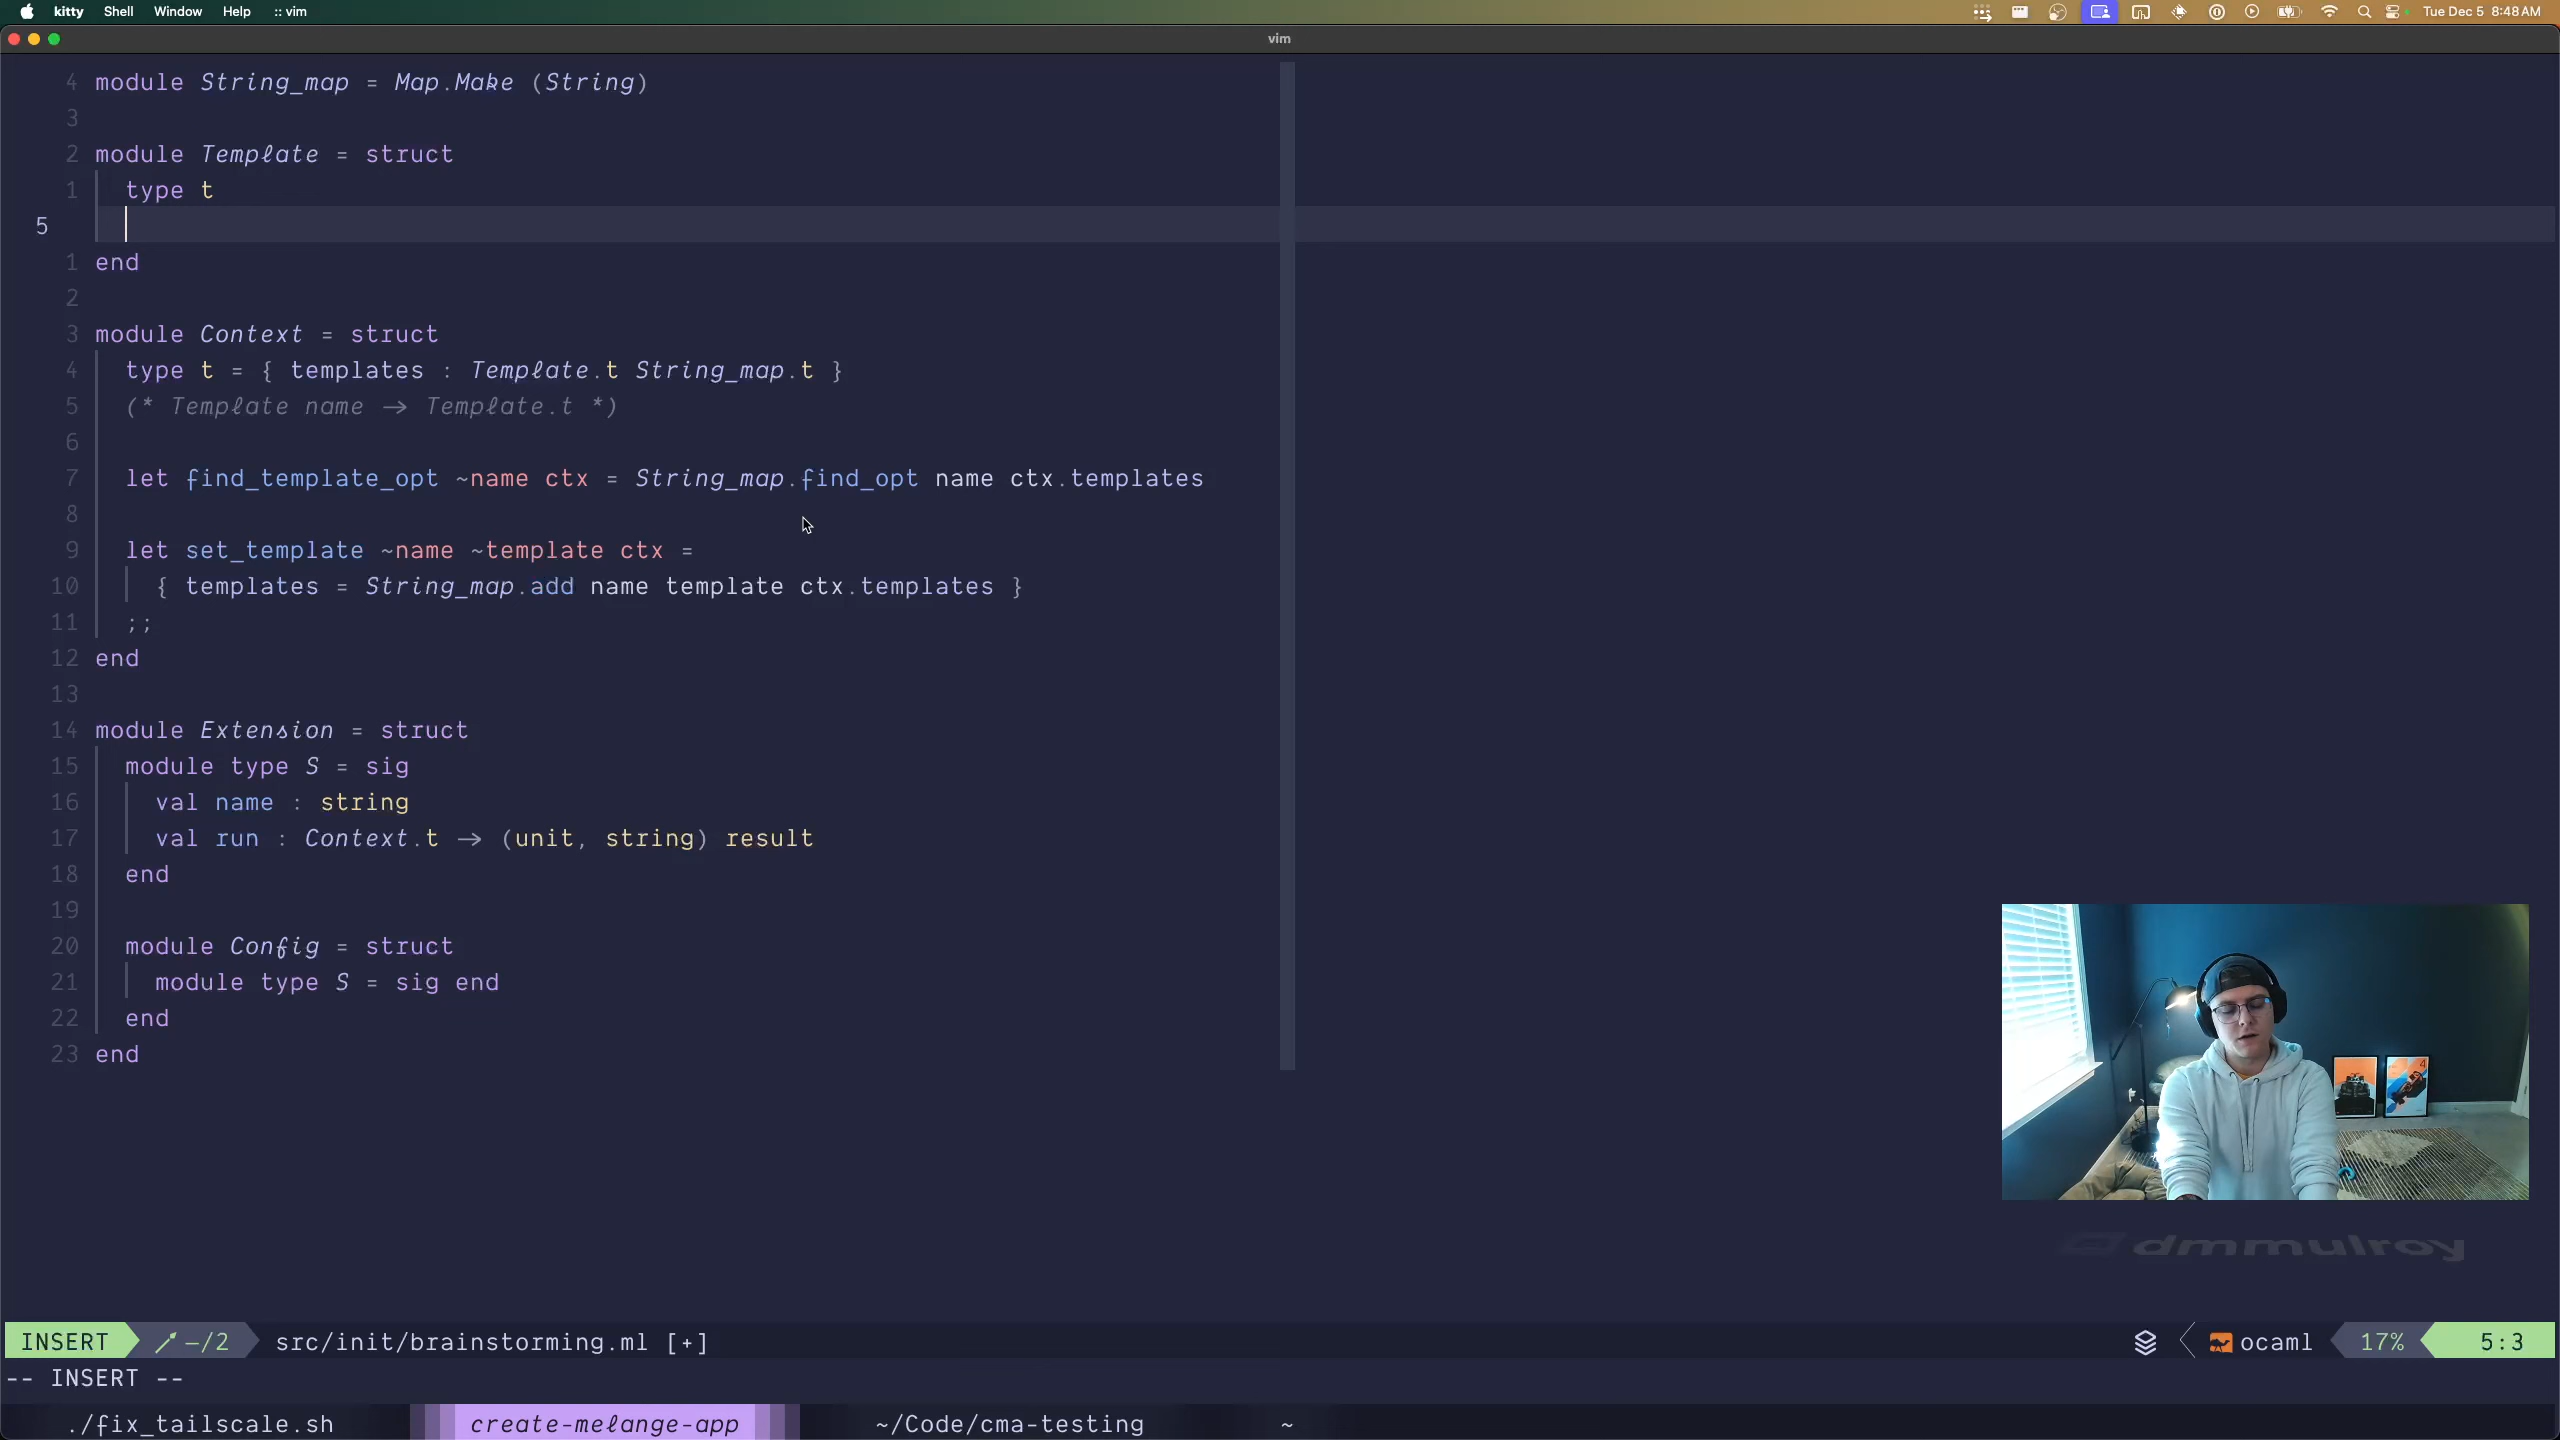 kitty Shell Window Help :: vim
Tue Dec 5 8:48 AM
vim
4 module String_map = Map.Make (String)
3
2 module Template = struct
1 type t
5
1 end
2
3 module Context = struct
4 type t = { templates : Template.t String_map.t }
5 (* Template name → Template.t *)
6
7 let find_template_opt ~name ctx = String_map.find_opt name ctx.templates
8
9 let set_template ~name ~template ctx =
10 { templates = String_map.add name template ctx.templates }
11 ;;
12 end
13
14 module Extension = struct
15 module type S = sig
16 val name : string
17 val run : Context.t → (unit, string) result
18 end
19
20 module Config = struct
21 module type S = sig end
22 end
23 end
dmmulroy
INSERT -/2 src/init/brainstorming.ml [+] ocaml 17% 5:3
-- INSERT --
./fix_tailscale.sh create-melange-app ~/Code/cma-testing ~